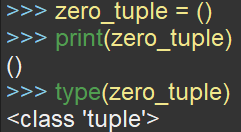 >>> zero_tuple = ()
>>> print(zero_tuple)
()
>>> type(zero_tuple)
<class 'tuple'>